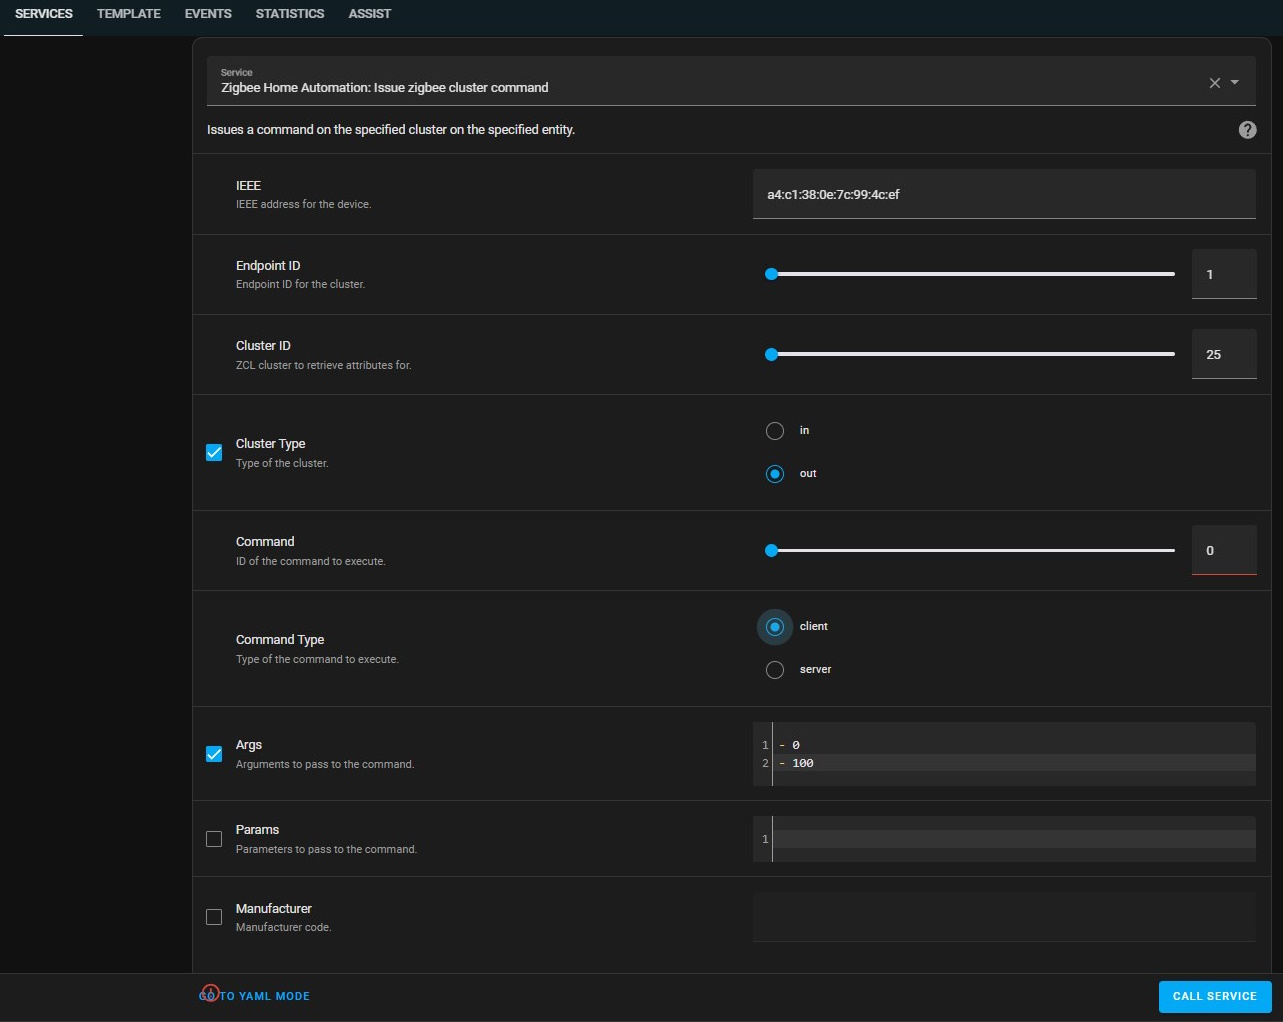 SERVICES TEMPLATE EVENTS STATISTICS ASSIST
Service
Zigbee Home Automation: Issue zigbee cluster command
Issues a command on the specified cluster on the specified entity.
IEEE
IEEE address for the device.
a4:c1:38:0e:7c:99:4c:ef
Endpoint ID
Endpoint ID for the cluster.
1
Cluster ID
ZCL cluster to retrieve attributes for.
25
Cluster Type
Type of the cluster.
in
out
Command
ID of the command to execute.
0
Command Type
Type of the command to execute.
client
server
Args
Arguments to pass to the command.
1 - 0
2 - 100
Params
Parameters to pass to the command.
1
Manufacturer
Manufacturer code.
GO TO YAML MODE
CALL SERVICE